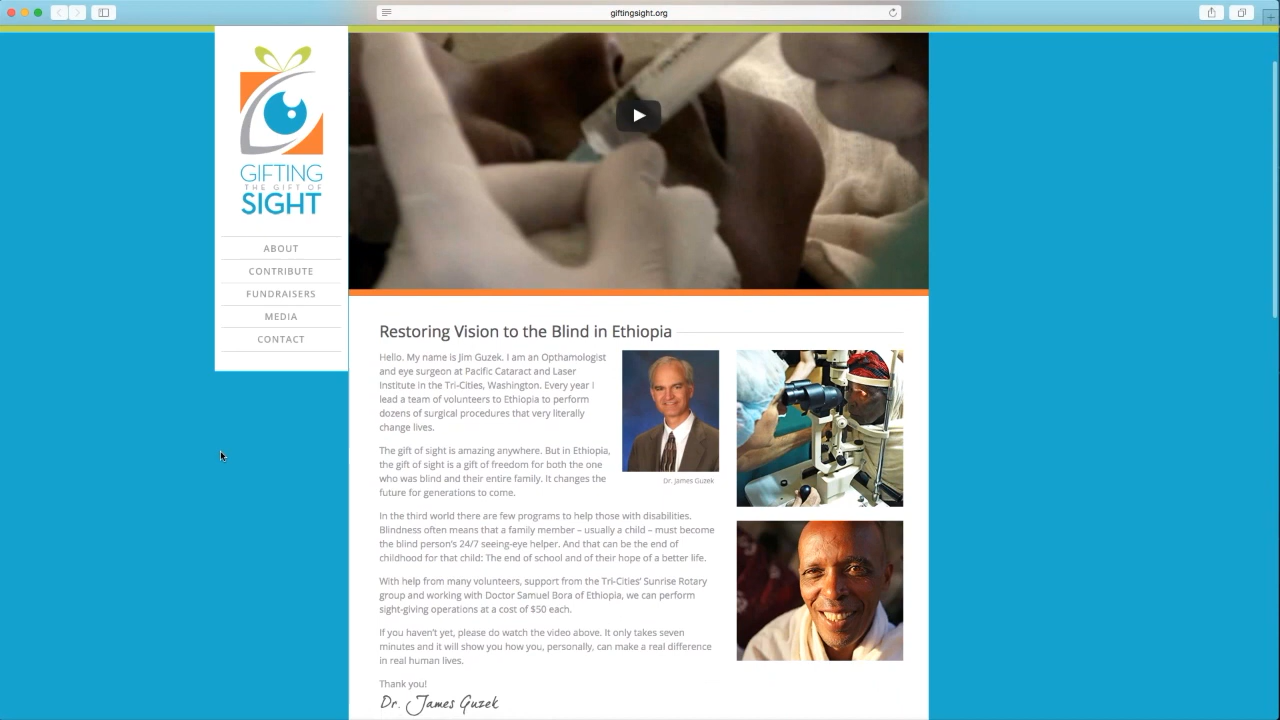 giftingsight.org
GIFTING
THE GIFT OF
SIGHT
ABOUT
CONTRIBUTE
FUNDRAISERS
MEDIA
CONTACT
Restoring Vision to the Blind in Ethiopia
Hello. My name is Jim Guzek. I am an Opthamologist
and eye surgeon at Pacific Cataract and Laser
Institute in the Tri-Cities, Washington. Every year I
lead a team of volunteers to Ethiopia to perform
dozens of surgical procedures that very literally
change lives.
The gift of sight is amazing anywhere. But in Ethiopia,
the gift of sight is a gift of freedom for both the one
who was blind and their entire family. It changes the
future for generations to come.
Dr. James Guzek
In the third world there are few programs to help those with disabilities.
Blindness often means that a family member – usually a child – must become
the blind person's 24/7 seeing-eye helper. And that can be the end of
childhood for that child: The end of school and of their hope of a better life.
With help from many volunteers, support from the Tri-Cities' Sunrise Rotary
group and working with Doctor Samuel Bora of Ethiopia, we can perform
sight-giving operations at a cost of $50 each.
If you haven't yet, please do watch the video above. It only takes seven
minutes and it will show you how you, personally, can make a real difference
in real human lives.
Thank you!
Dr. James Guzek